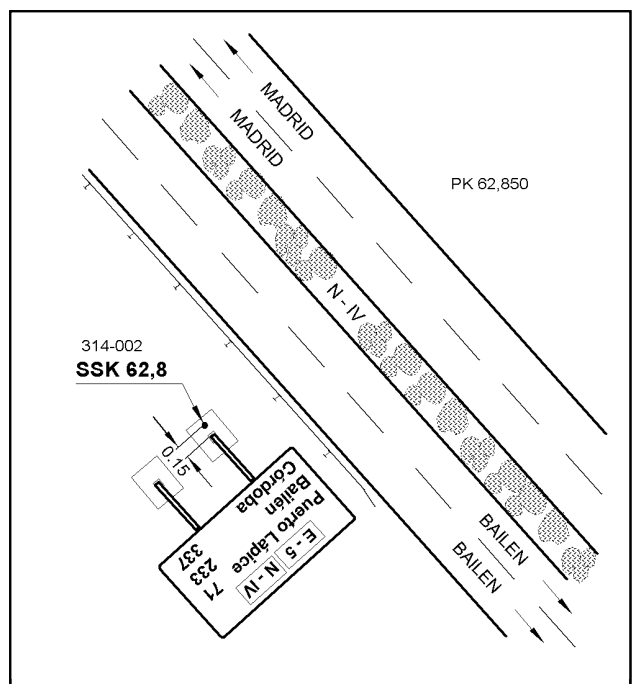 MADRID
MADRID
PK 62,850
N - IV
314-002
SSK 62,8
0.15
E - 5 N - IV
Puerto Lápice 71
Bailén 233
Córdoba 337
BAILEN
BAILEN